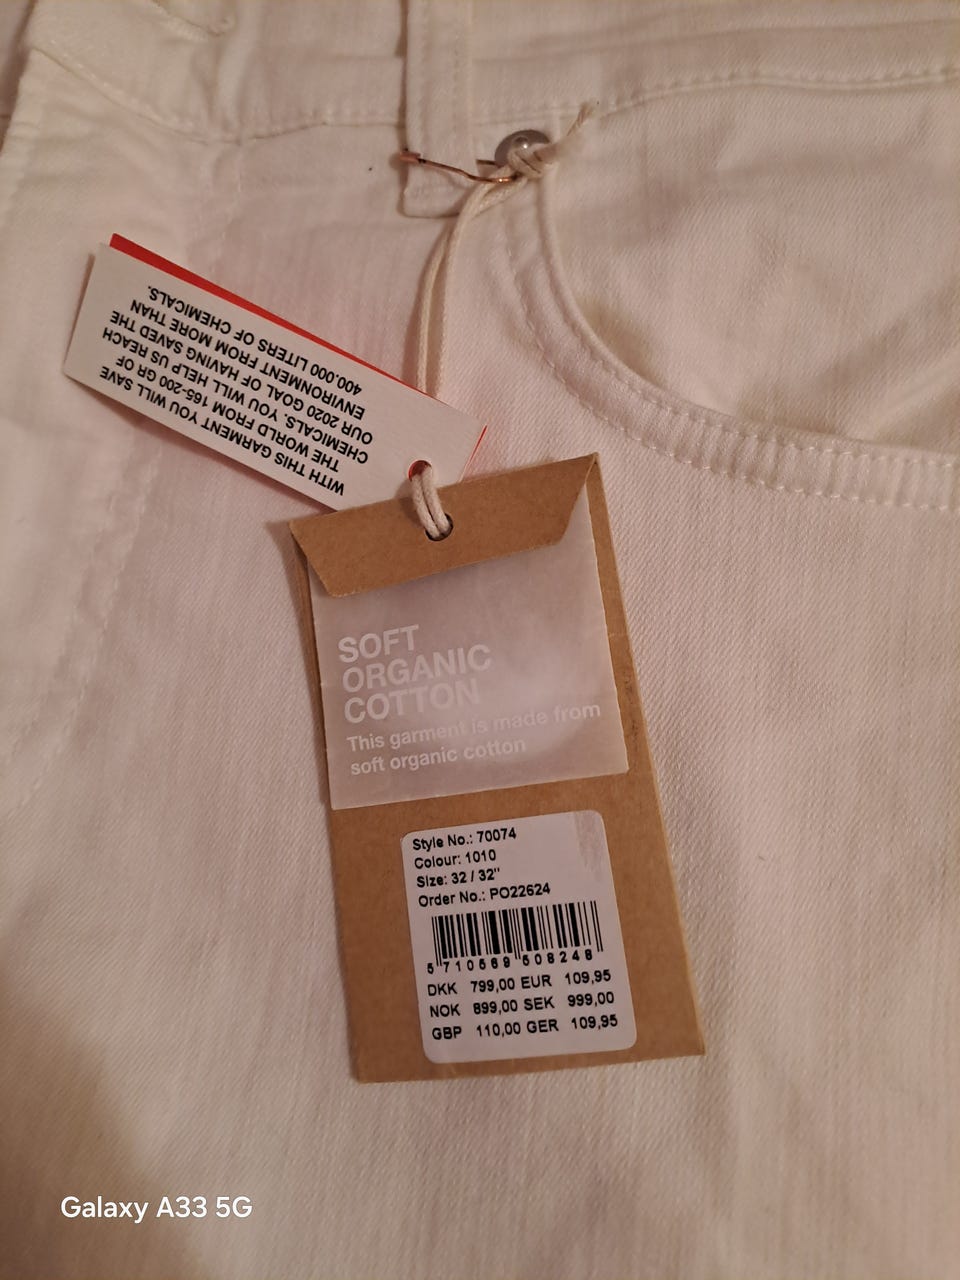 WITH THIS GARMENT YOU WILL SAVE
THE WORLD FROM 165-200 GR OF
CHEMICALS. YOU WILL HELP US REACH
OUR 2020 GOAL OF HAVING SAVED THE
ENVIRONMENT FROM MORE THAN
400.000 LITERS OF CHEMICALS.
SOFT
ORGANIC
COTTON
This garment is made from
soft organic cotton
Style No.: 70074
Colour: 1010
Size: 32 / 32"
Order No.: PO22624
5 710569 508248
DKK 799,00 EUR 109,95
NOK 899,00 SEK 999,00
GBP 110,00 GER 109,95
Galaxy A33 5G